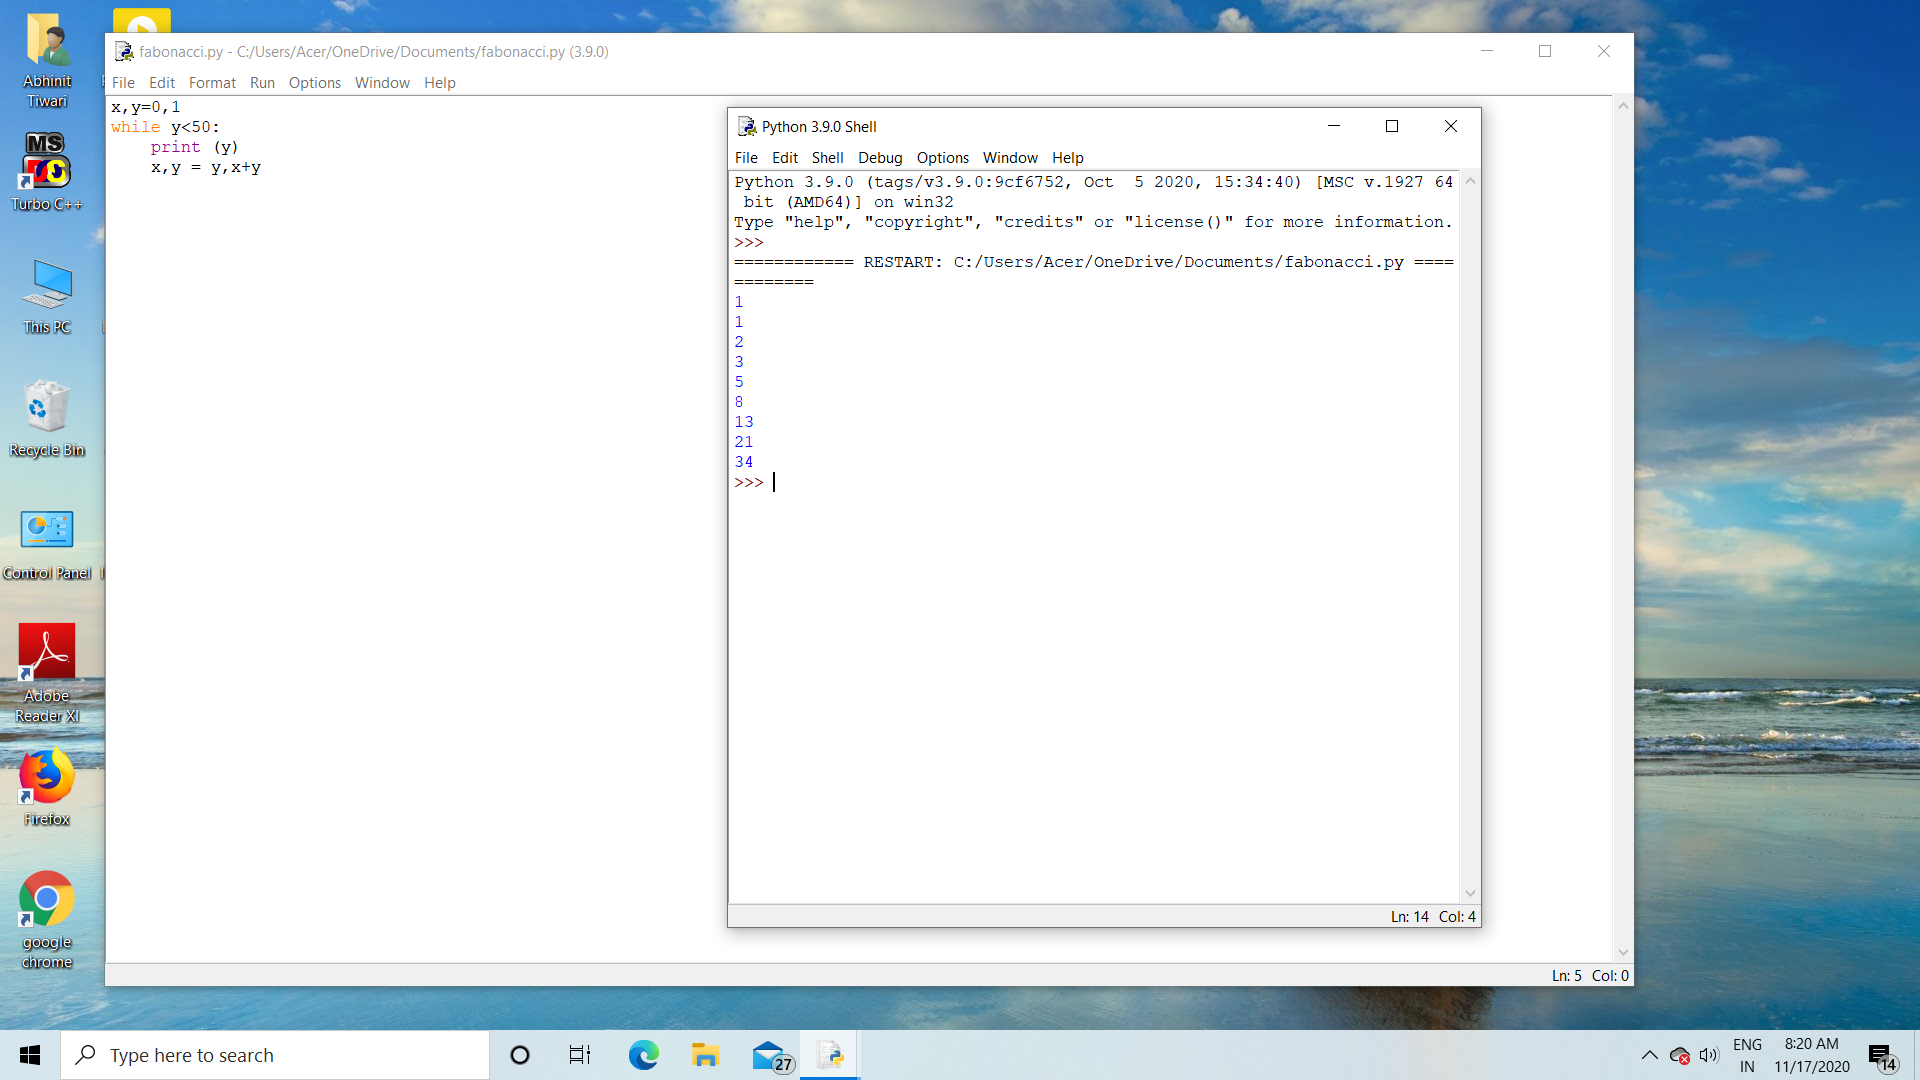 Abhinit
Tiwari
MS
DOS
Turbo C++
This PC
Recycle Bin
Control Panel
Adobe
Reader XI
Firefox
google
chrome
fabonacci.py - C:/Users/Acer/OneDrive/Documents/fabonacci.py (3.9.0)
File Edit Format Run Options Window Help
x,y=0,1
while y<50:
    print (y)
    x,y = y,x+y
Ln: 5 Col: 0
Python 3.9.0 Shell
File Edit Shell Debug Options Window Help
Python 3.9.0 (tags/v3.9.0:9cf6752, Oct  5 2020, 15:34:40) [MSC v.1927 64
 bit (AMD64)] on win32
Type "help", "copyright", "credits" or "license()" for more information.
>>>
============ RESTART: C:/Users/Acer/OneDrive/Documents/fabonacci.py ====
========
1
1
2
3
5
8
13
21
34
>>>
Ln: 14 Col: 4
Type here to search
27
ENG
IN
8:20 AM
11/17/2020
14